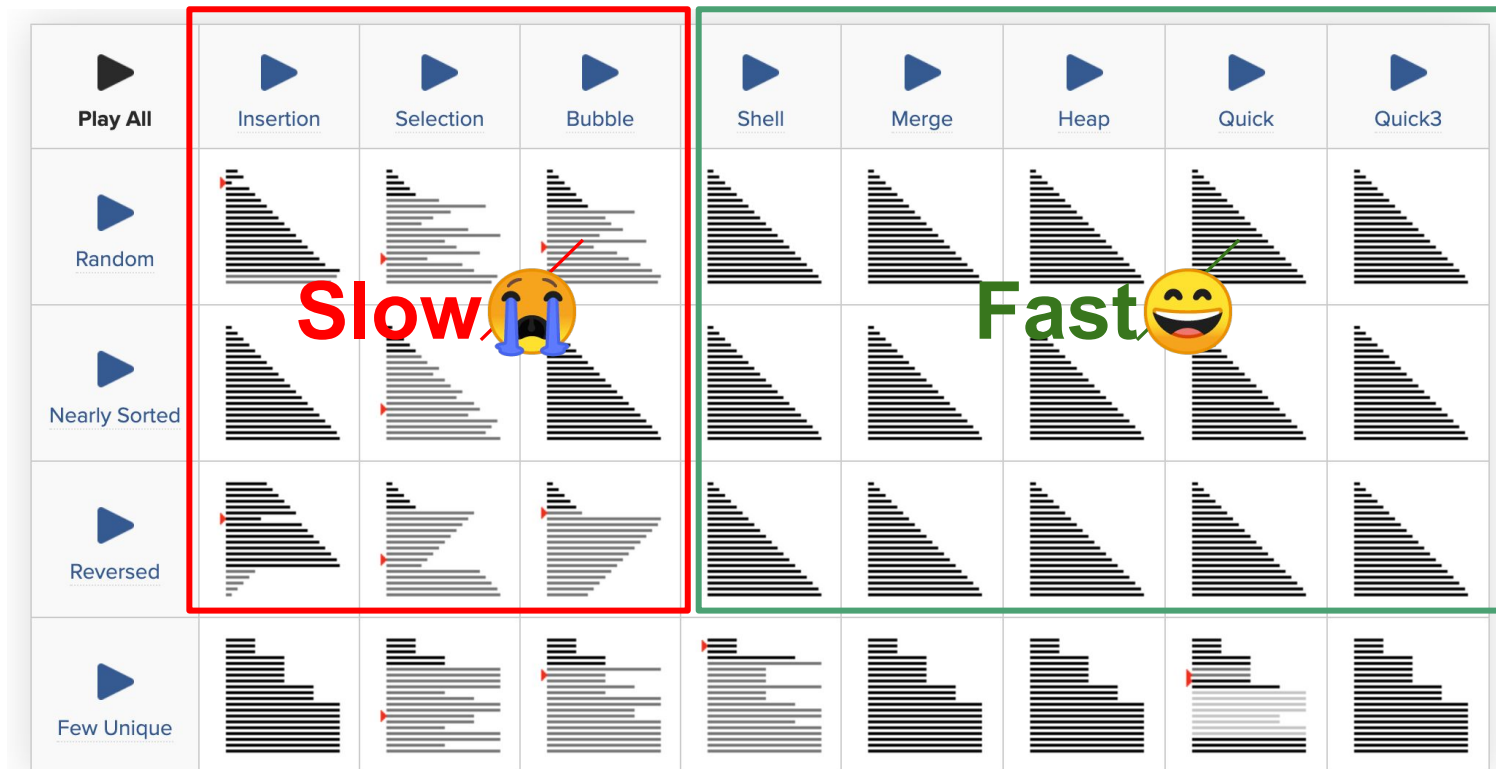 Play All
Insertion
Selection
Bubble
Shell
Merge
Heap
Quick
Quick3
Random
Slow
Fast
Nearly Sorted
Reversed
Few Unique